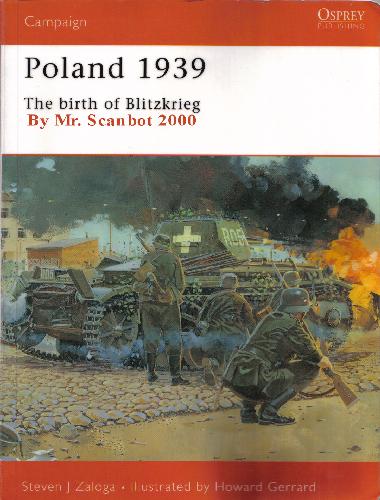 Campaign
OSPREY
PUBLISHING
Poland 1939
The birth of Blitzkrieg
By Mr. Scanbot 2000
Steven J Zaloga • Illustrated by Howard Gerrard